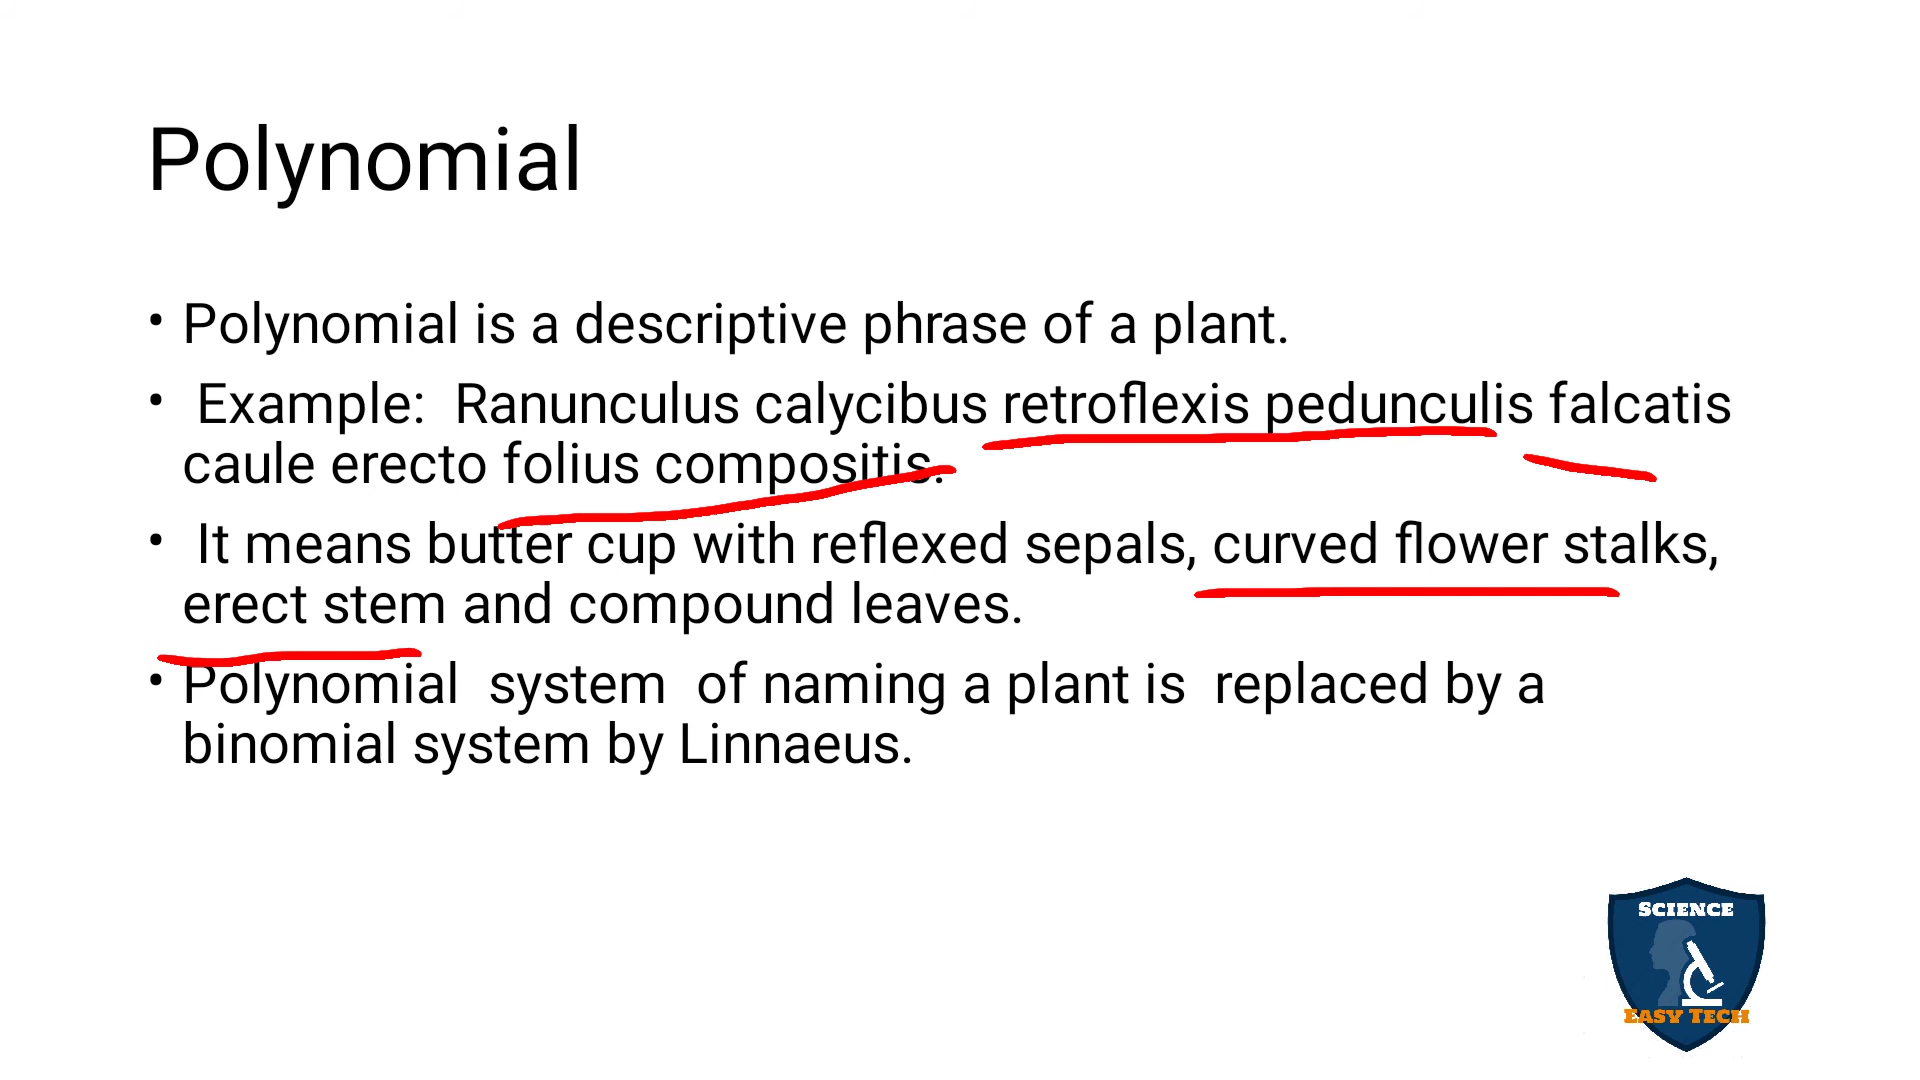 Polynomial
• Polynomial is a descriptive phrase of a plant.
• Example: Ranunculus calycibus retroflexis pedunculis falcatis
caule erecto folius compositis.
• It means butter cup with reflexed sepals, curved flower stalks,
erect stem and compound leaves.
• Polynomial system of naming a plant is replaced by a
binomial system by Linnaeus.
SCIENCE
EASY TECH